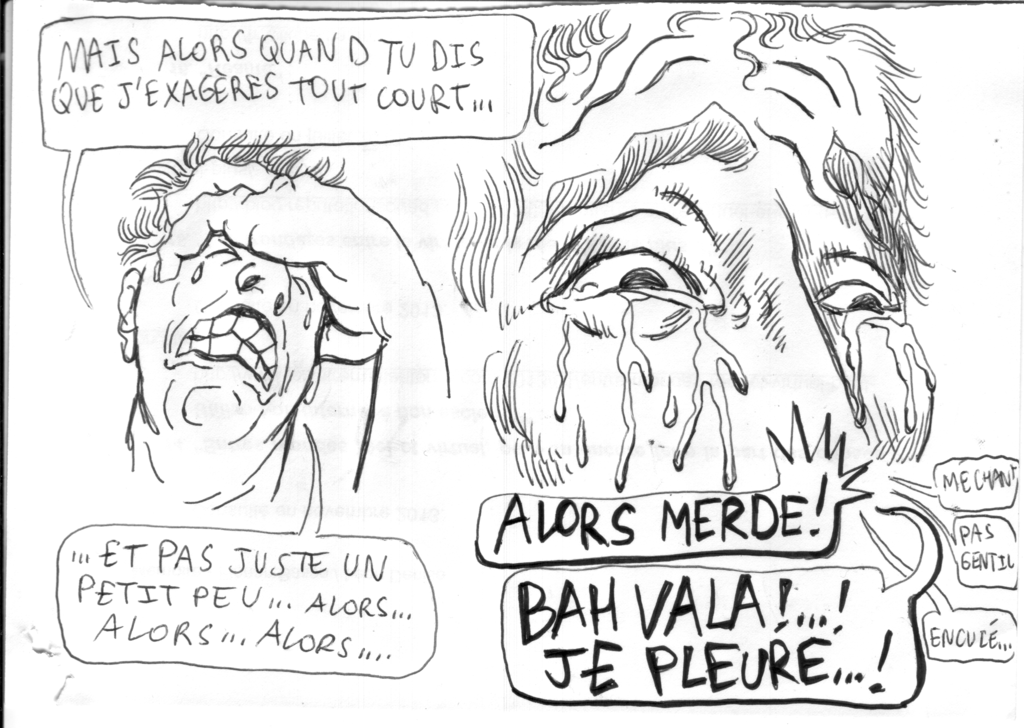 MAIS ALORS QUAND TU DIS
QUE J'EXAGÈRES TOUT COURT...
... ET PAS JUSTE UN
PETIT PEU... ALORS...
ALORS... ALORS....
ALORS MERDE!
BAH VALA!...!
JE PLEURE...!
MÉCHANT
PAS
GENTIL
ENCULÉ...